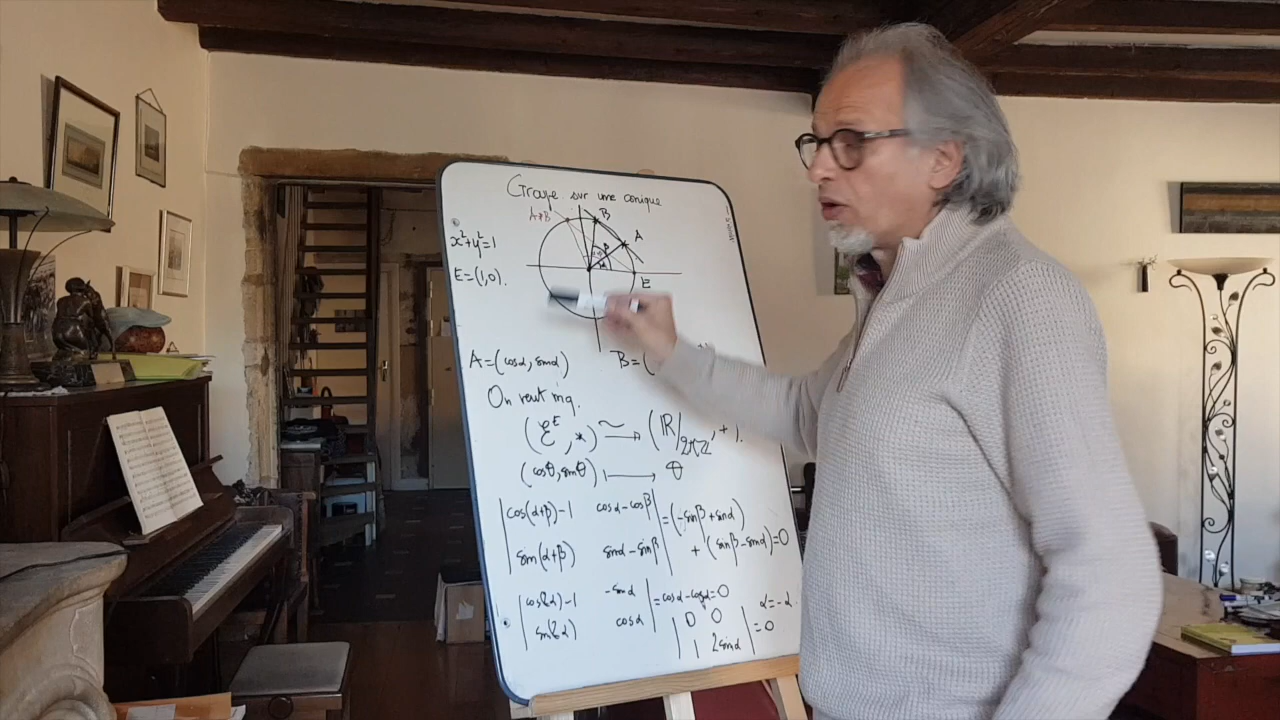 Groupe sur une conique
A*B
B
A
x²+y²=1
E=(1,0).
E
β
α
A=(cosα, sinα)
B=(
On veut mq.
(ℰᴱ, *) ⥲ (ℝ/2πℤ, +).
(cosθ, sinθ) ⟼ θ
|cos(α+β)-1 cosα-cosβ| =(-sinβ+sinα)
|sin(α+β) sinα-sinβ| +(sinβ-sinα)=0
|cos(2α)-1 -sinα| =cosα-cosα=0
|sin(2α) cosα|
α=-α
|0 0|
|1 2sinα| =0